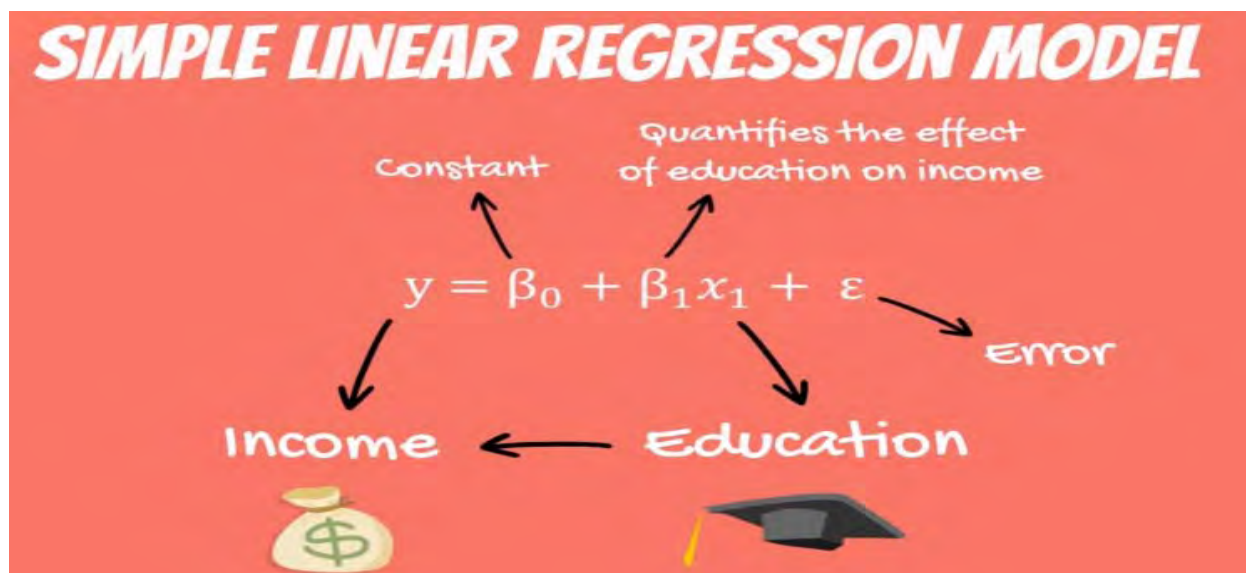 SIMPLE LINEAR REGRESSION MODEL
Quantifies the effect
of education on income
Constant
y = β₀ + β₁x₁ + ε
Error
Income
Education
$